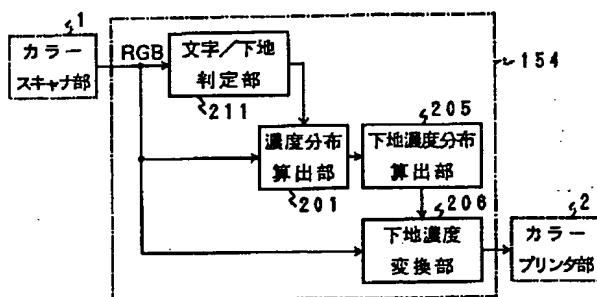 1
カラー
スキャナ部
RGB
文字／下地
判定部
211
154
濃度分布
算出部
201
205
下地濃度分布
算出部
206
下地濃度
変換部
2
カラー
プリンタ部